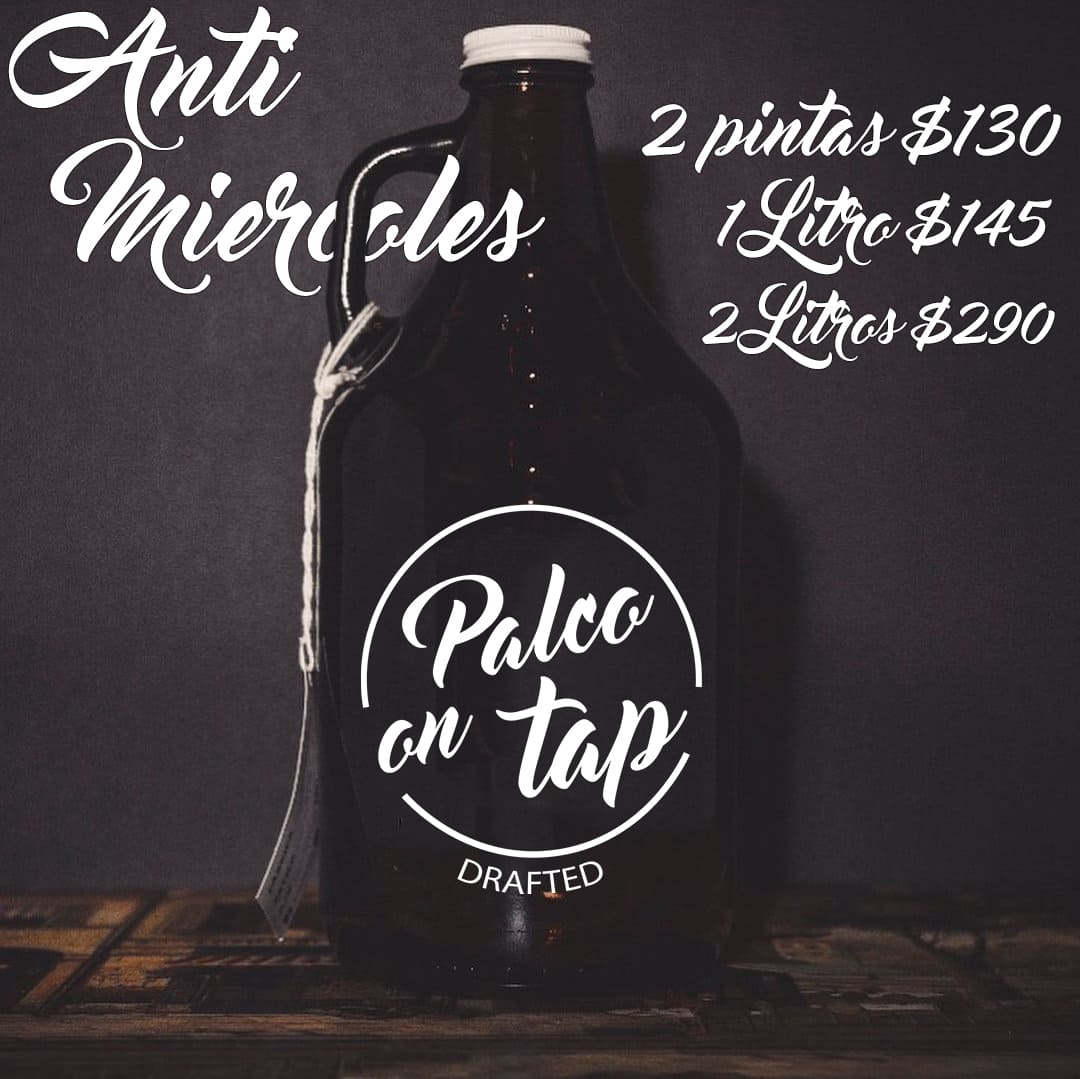 Anti
Miercoles
2 pintas $130
1 Litro $145
2 Litros $290
Palco
on tap
DRAFTED